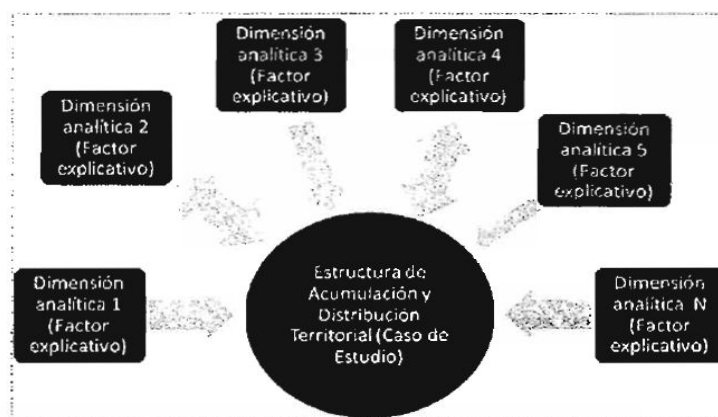 Dimensión
analítica 3
(Factor
explicativo)
Dimensión
analítica 4
(Factor
explicativo)
Dimensión
analítica 2
(Factor
explicativo)
Dimensión
analítica 5
(Factor
explicativo)
Dimensión
analítica 1
(Factor
explicativo)
Estructura de
Acumulación y
Distribución
Territorial (Caso de
Estudio)
Dimensión
analítica N
(Factor
explicativo)